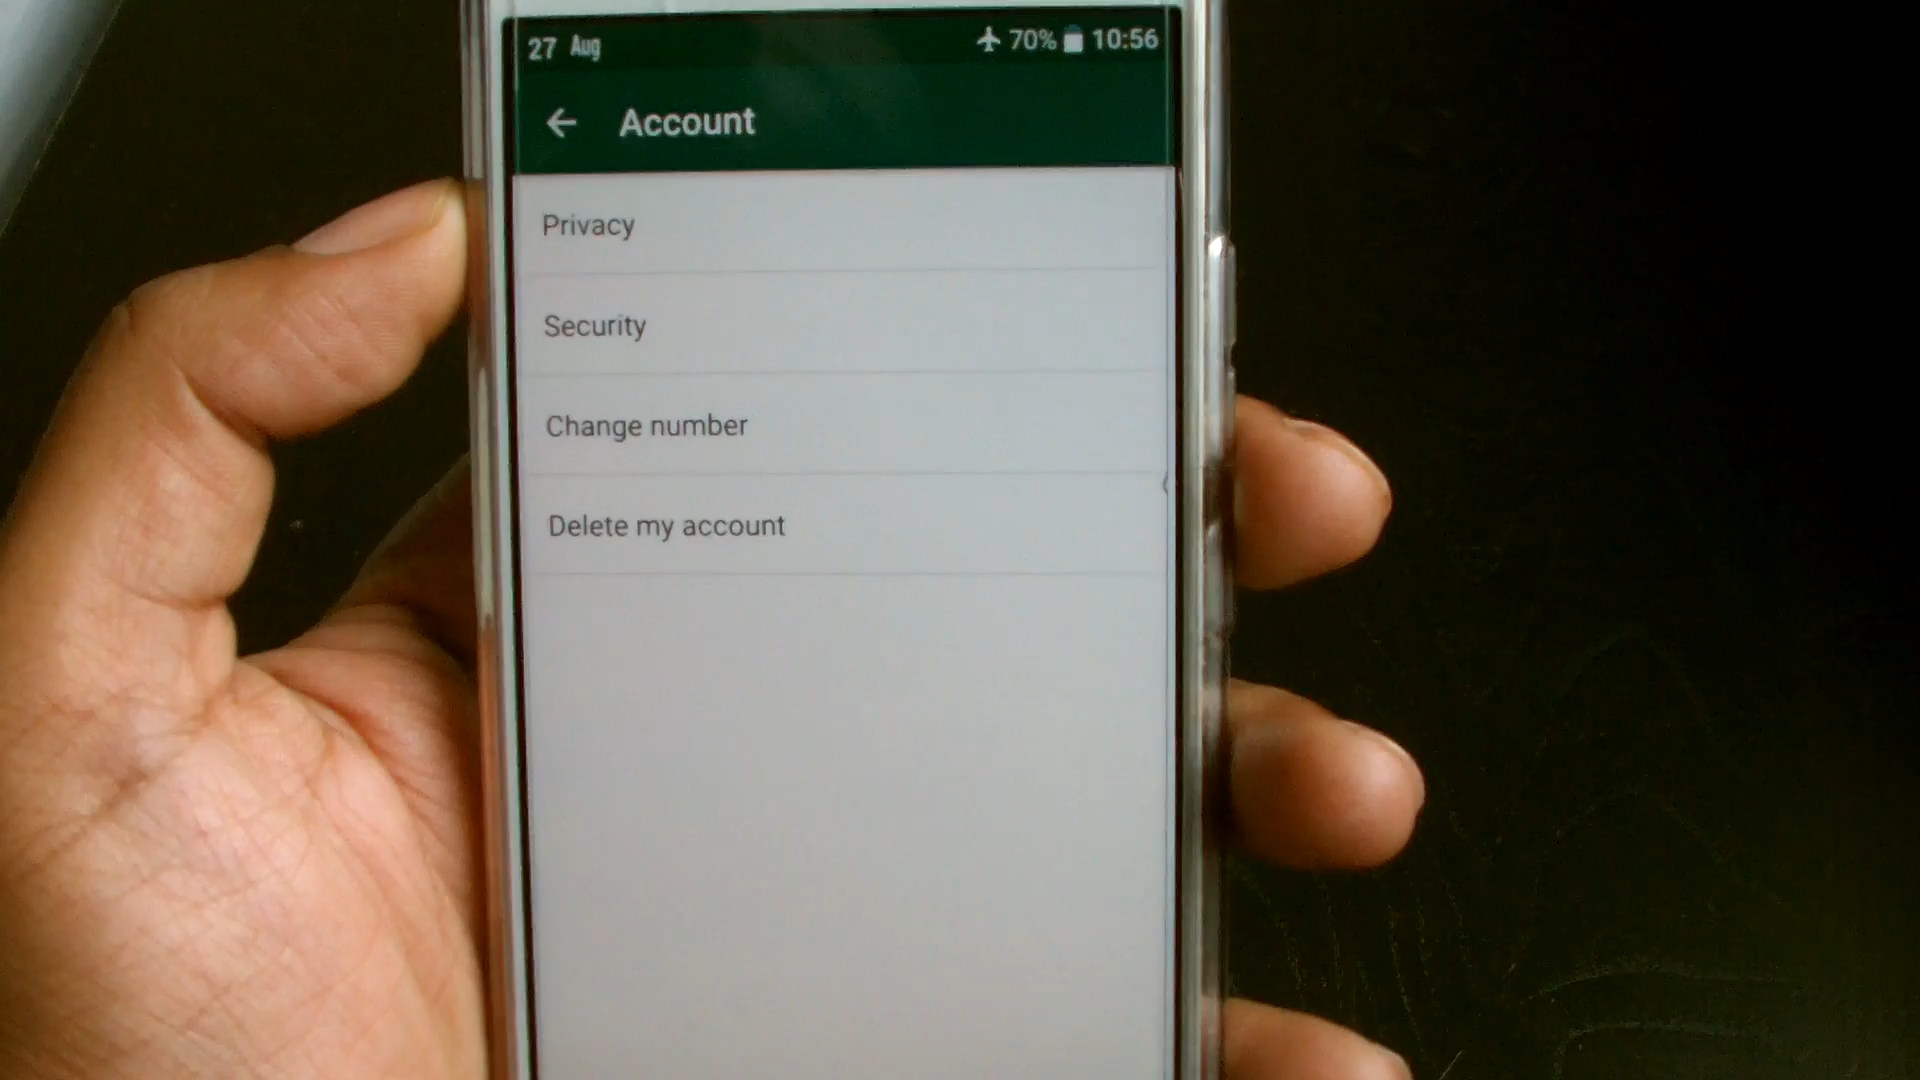 27 Aug 70% 10:56
Account
Privacy
Security
Change number
Delete my account